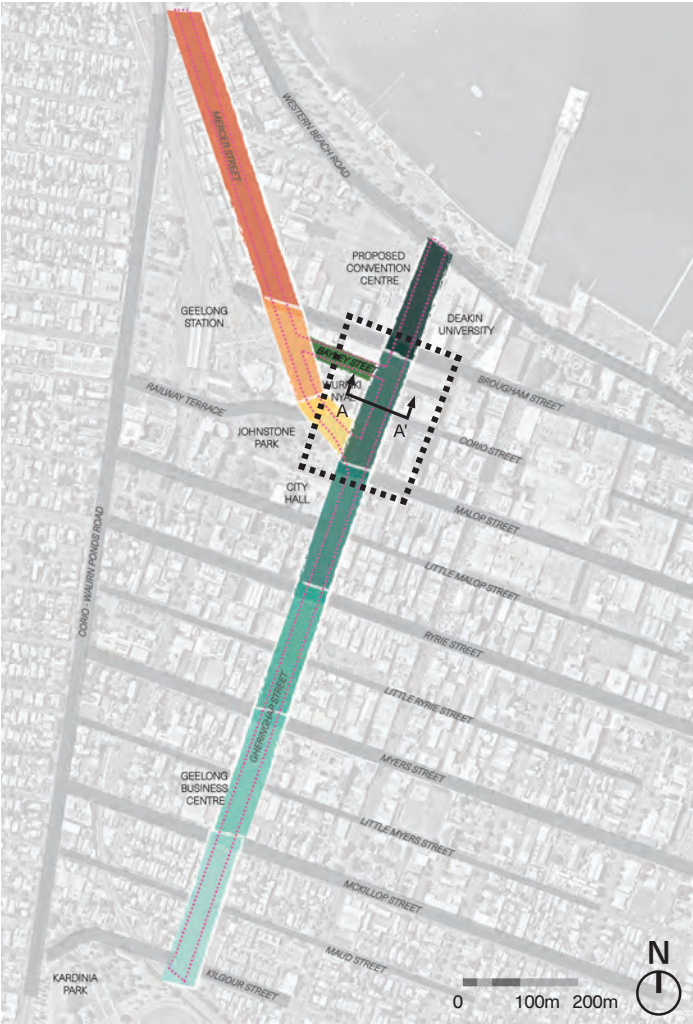 MERCER STREET
WESTERN BEACH ROAD
PROPOSED
CONVENTION
CENTRE
GEELONG
STATION
DEAKIN
UNIVERSITY
BAYLEY STEET
WURRIKI
NYAL
BROUGHAM STREET
RAILWAY TERRACE
A
A'
JOHNSTONE
PARK
CORIO STREET
CITY
HALL
MALOP STREET
CORIO - WAURN PONDS ROAD
LITTLE MALOP STREET
RYRIE STREET
LITTLE RYRIE STREET
GHERINGHAP STREET
MYERS STREET
GEELONG
BUSINESS
CENTRE
LITTLE MYERS STREET
MCKILLOP STREET
MAUD STREET
KARDINIA
PARK
KILGOUR STREET
N
0 100m 200m